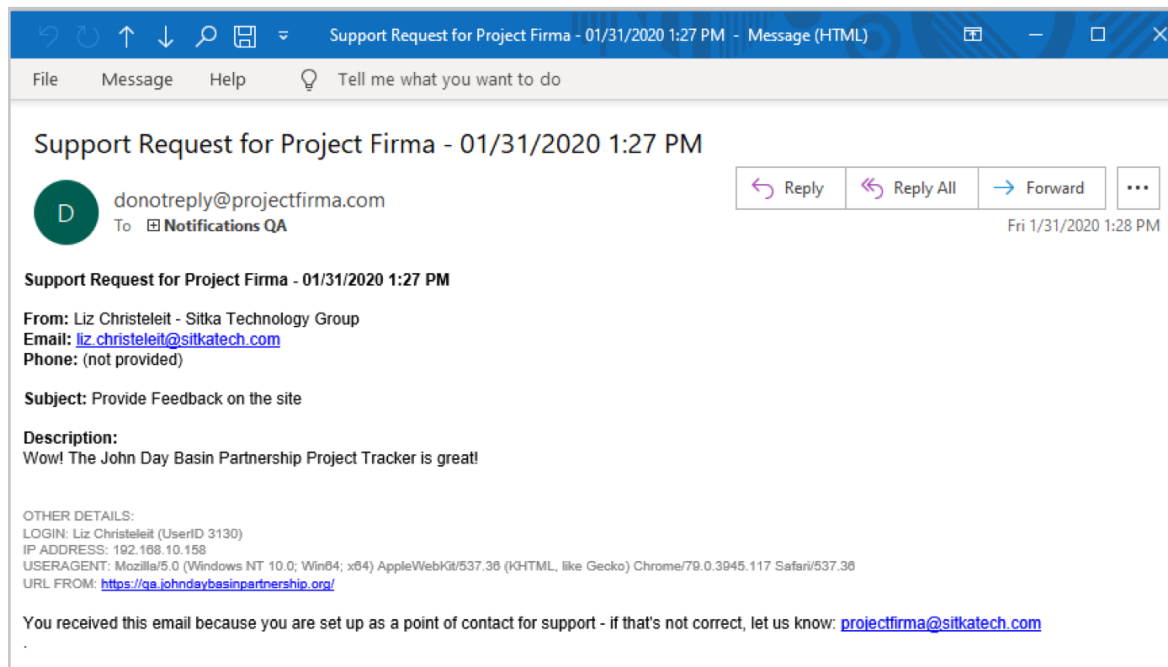 Support Request for Project Firma - 01/31/2020 1:27 PM - Message (HTML)
File Message Help Tell me what you want to do
Support Request for Project Firma - 01/31/2020 1:27 PM
D
donotreply@projectfirma.com
To Notifications QA
Reply Reply All Forward ...
Fri 1/31/2020 1:28 PM
Support Request for Project Firma - 01/31/2020 1:27 PM
From: Liz Christeleit - Sitka Technology Group
Email: liz.christeleit@sitkatech.com
Phone: (not provided)
Subject: Provide Feedback on the site
Description:
Wow! The John Day Basin Partnership Project Tracker is great!
OTHER DETAILS:
LOGIN: Liz Christeleit (UserID 3130)
IP ADDRESS: 192.168.10.158
USERAGENT: Mozilla/5.0 (Windows NT 10.0; Win64; x64) AppleWebKit/537.36 (KHTML, like Gecko) Chrome/79.0.3945.117 Safari/537.36
URL FROM: https://qa.johndaybasinpartnership.org/
You received this email because you are set up as a point of contact for support - if that's not correct, let us know: projectfirma@sitkatech.com
.